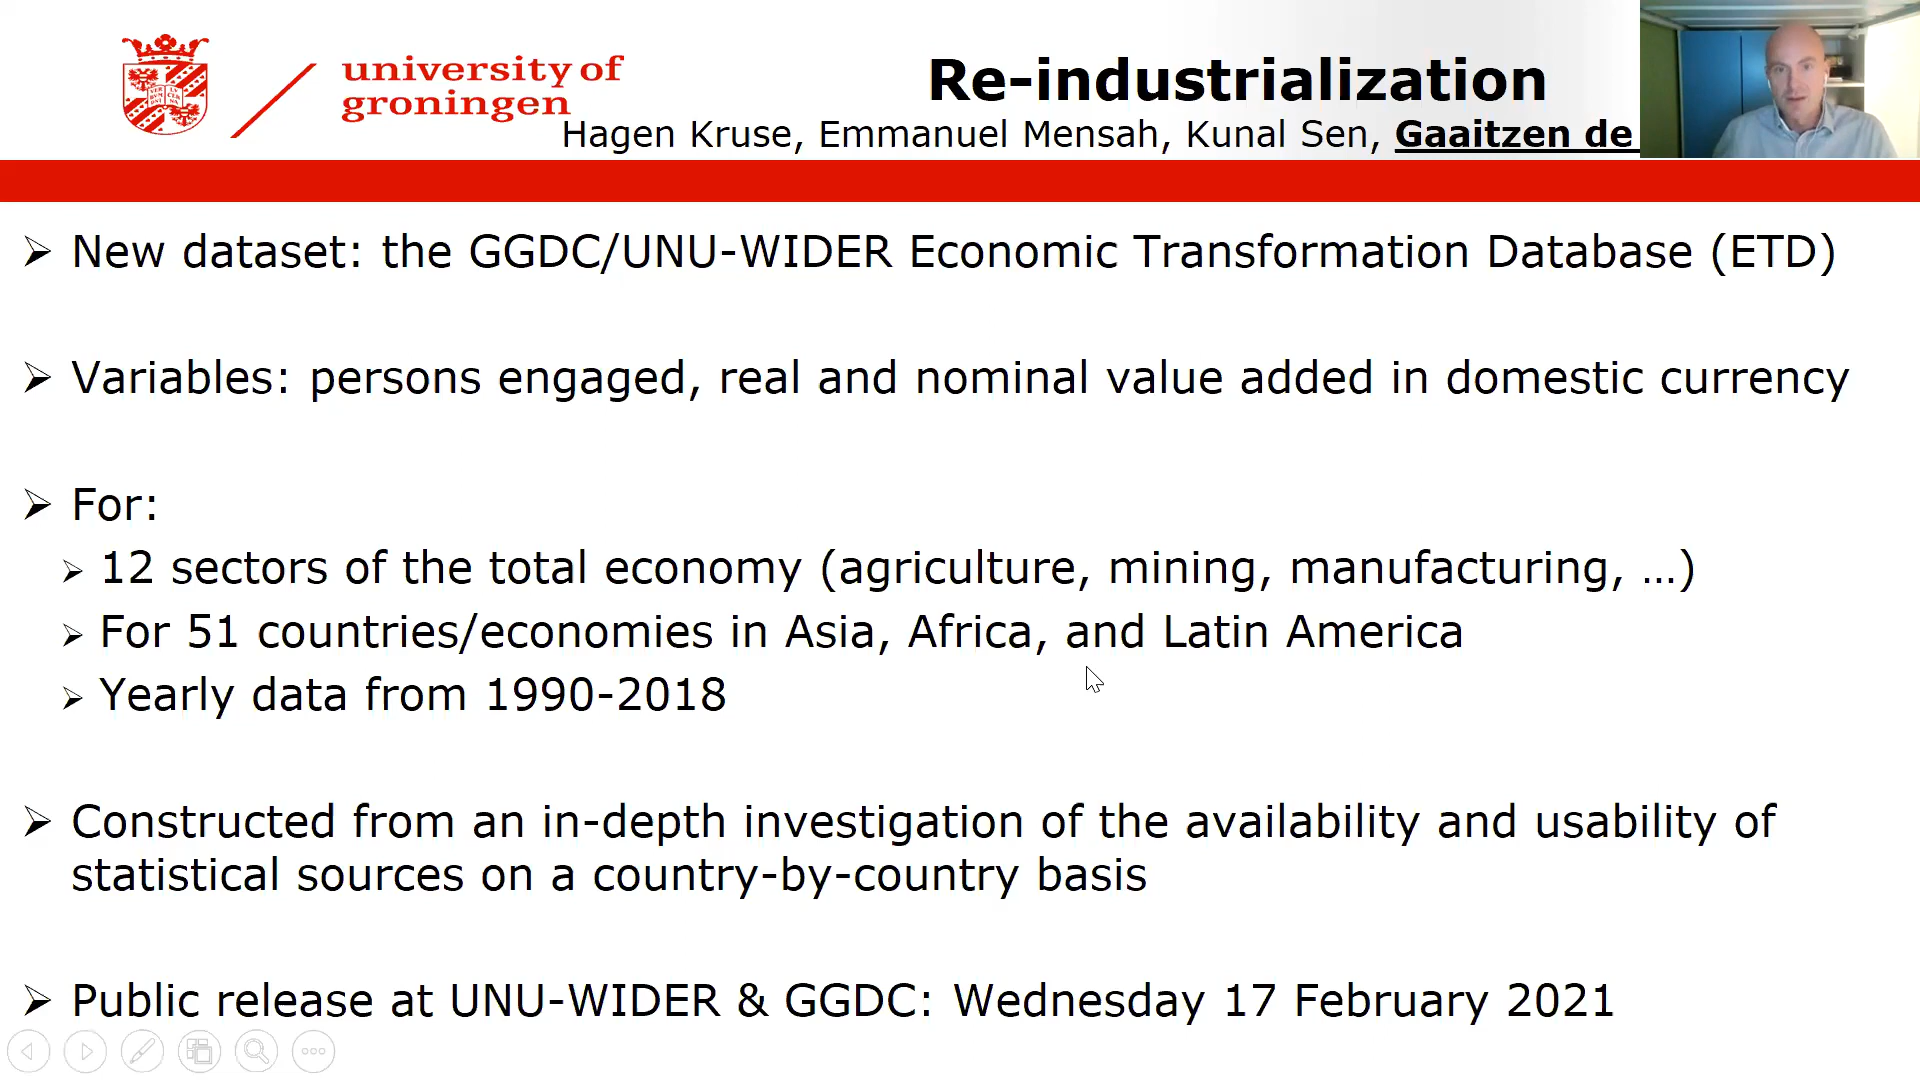 university of
groningen
Re-industrialization
Hagen Kruse, Emmanuel Mensah, Kunal Sen, Gaaitzen de
New dataset: the GGDC/UNU-WIDER Economic Transformation Database (ETD)
Variables: persons engaged, real and nominal value added in domestic currency
For:
12 sectors of the total economy (agriculture, mining, manufacturing, …)
For 51 countries/economies in Asia, Africa, and Latin America
Yearly data from 1990-2018
Constructed from an in-depth investigation of the availability and usability of
statistical sources on a country-by-country basis
Public release at UNU-WIDER & GGDC: Wednesday 17 February 2021